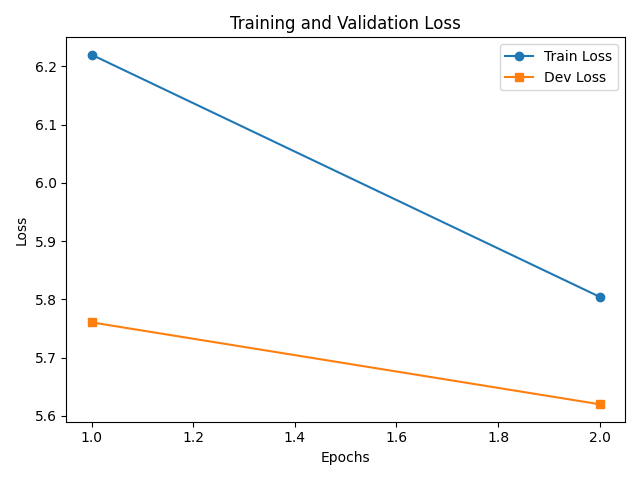 Training and Validation Loss
Train Loss
Dev Loss
6.2
6.1
6.0
5.9
5.8
5.7
5.6
Loss
1.0 1.2 1.4 1.6 1.8 2.0
Epochs